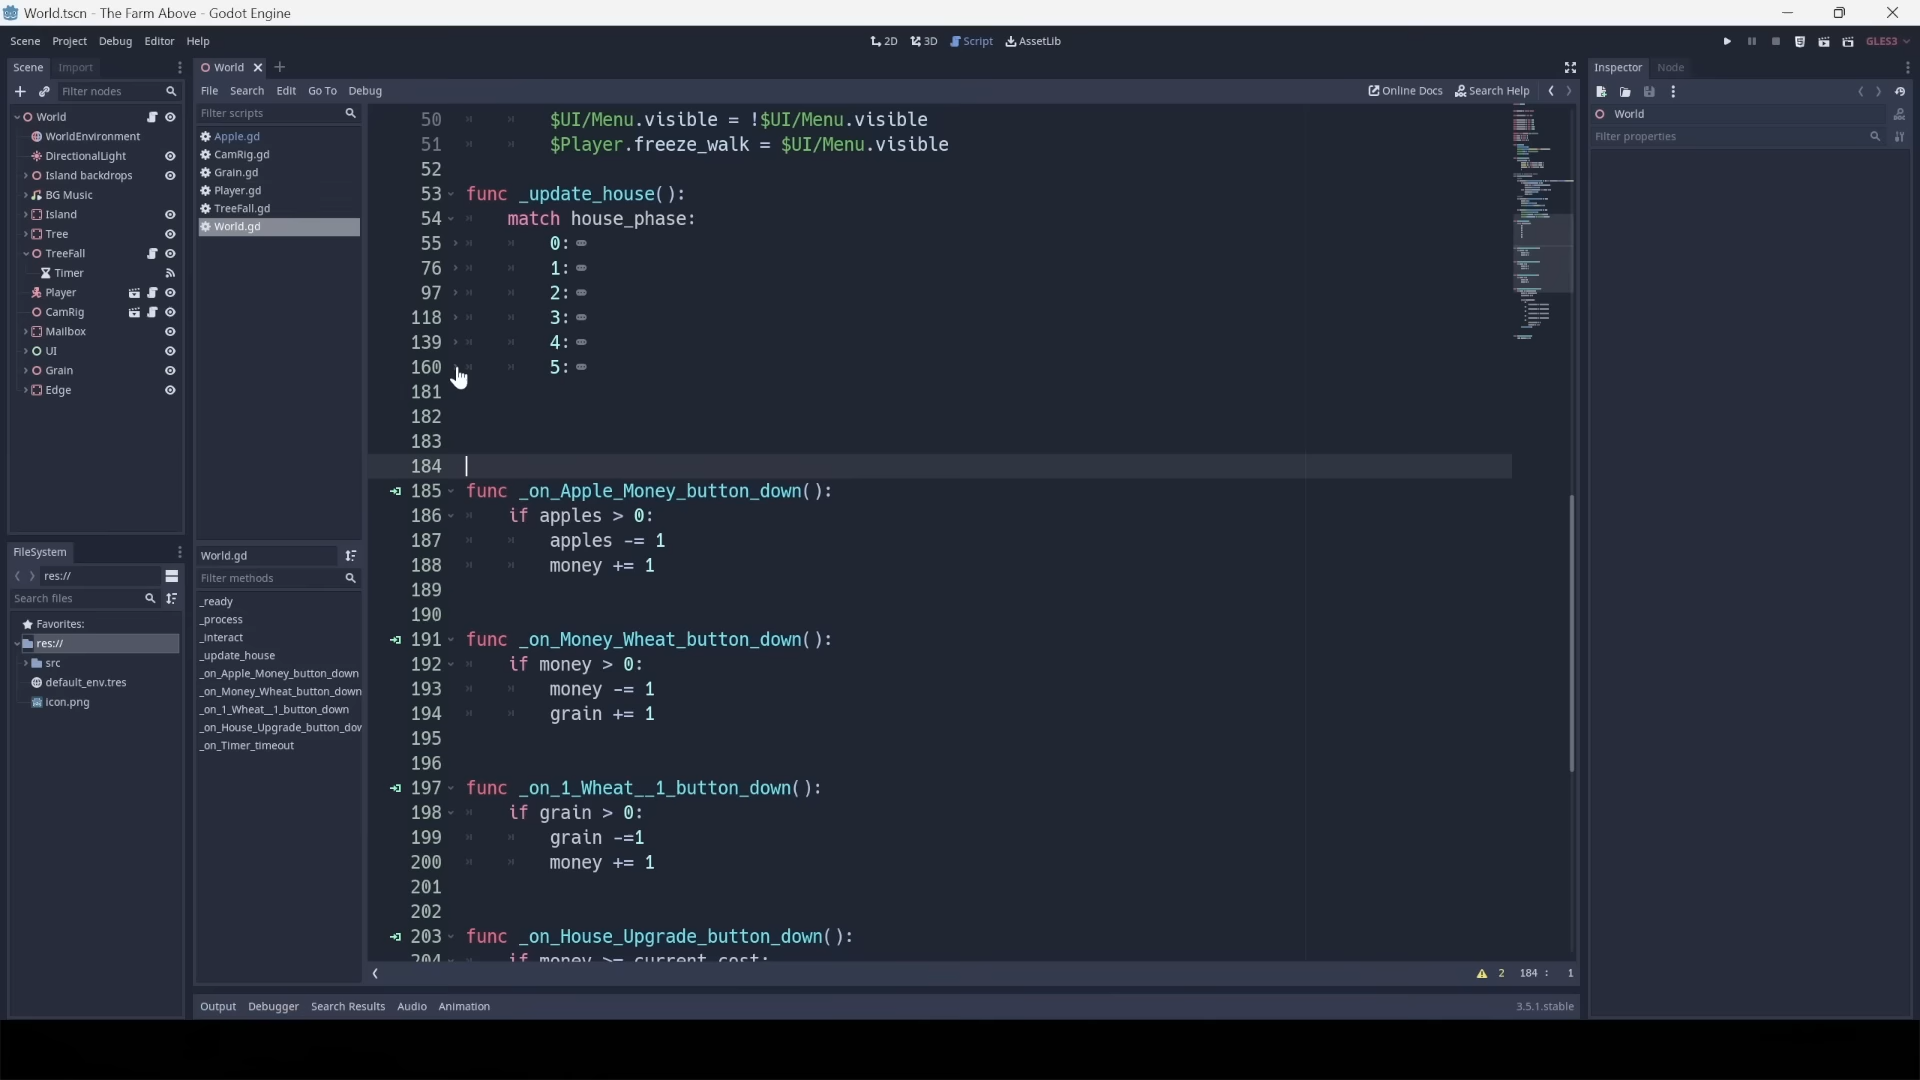 World.tscn - The Farm Above - Godot Engine
Scene Project Debug Editor Help
2D 3D Script AssetLib
GLES3
Scene Import
Filter nodes
World
WorldEnvironment
DirectionalLight
Island backdrops
BG Music
Island
Tree
TreeFall
Timer
Player
CamRig
Mailbox
UI
Grain
Edge
FileSystem
res://
Search files
Favorites:
res://
src
default_env.tres
icon.png
World
File Search Edit Go To Debug
Online Docs Search Help
Filter scripts
Apple.gd
CamRig.gd
Grain.gd
Player.gd
TreeFall.gd
World.gd
World.gd
Filter methods
_ready
_process
_interact
_update_house
_on_Apple_Money_button_down
_on_Money_Wheat_button_down
_on_1_Wheat__1_button_down
_on_House_Upgrade_button_dow
_on_Timer_timeout
50 $UI/Menu.visible = !$UI/Menu.visible
51 $Player.freeze_walk = $UI/Menu.visible
52
53 func _update_house():
54 match house_phase:
55 0:
76 1:
97 2:
118 3:
139 4:
160 5:
181
182
183
184
185 func _on_Apple_Money_button_down():
186 if apples > 0:
187 apples -= 1
188 money += 1
189
190
191 func _on_Money_Wheat_button_down():
192 if money > 0:
193 money -= 1
194 grain += 1
195
196
197 func _on_1_Wheat__1_button_down():
198 if grain > 0:
199 grain -=1
200 money += 1
201
202
203 func _on_House_Upgrade_button_down():
204 if money >= current_cost:
2 184 : 1
Output Debugger Search Results Audio Animation
3.5.1.stable
Inspector Node
World
Filter properties